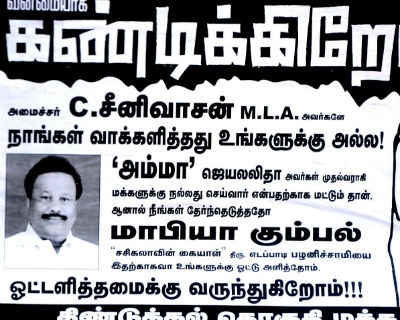 வன்மையாக
கண்டிக்கிறே
அமைச்சர் C.சீனிவாசன் M.L.A. அவர்களே
நாங்கள் வாக்களித்தது உங்களுக்கு அல்ல!
'அம்மா' ஜெயலலிதா அவர்கள் முதல்வராகி
மக்களுக்கு நல்லது செய்வார் என்பதற்காக மட்டும் தான்.
ஆனால் நீங்கள் தேர்ந்தெடுத்ததோ
மாபியா கும்பல்
"சசிகலாவின் கையாள்" திரு. எடப்பாடி பழனிச்சாமியை
இதற்காகவா உங்களுக்கு ஓட்டு அளித்தோம்.
ஓட்டளித்தமைக்கு வருந்துகிறோம்!!!
திண்டுக்கல் தொகுதி மக்க